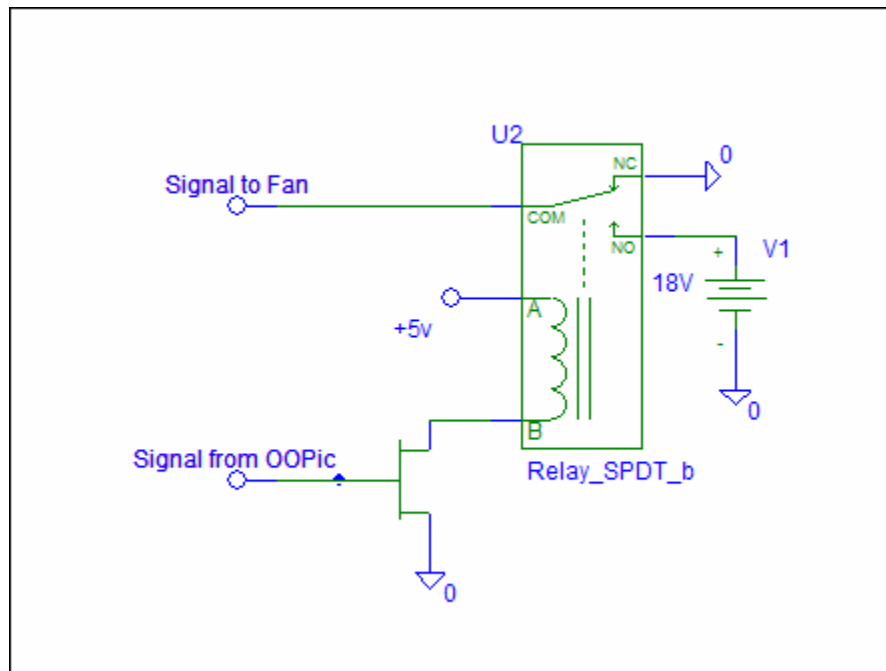 U2
NC
0
Signal to Fan
COM
NO
+
V1
18V
A
+5v
-
0
B
Signal from OOPic
Relay_SPDT_b
0